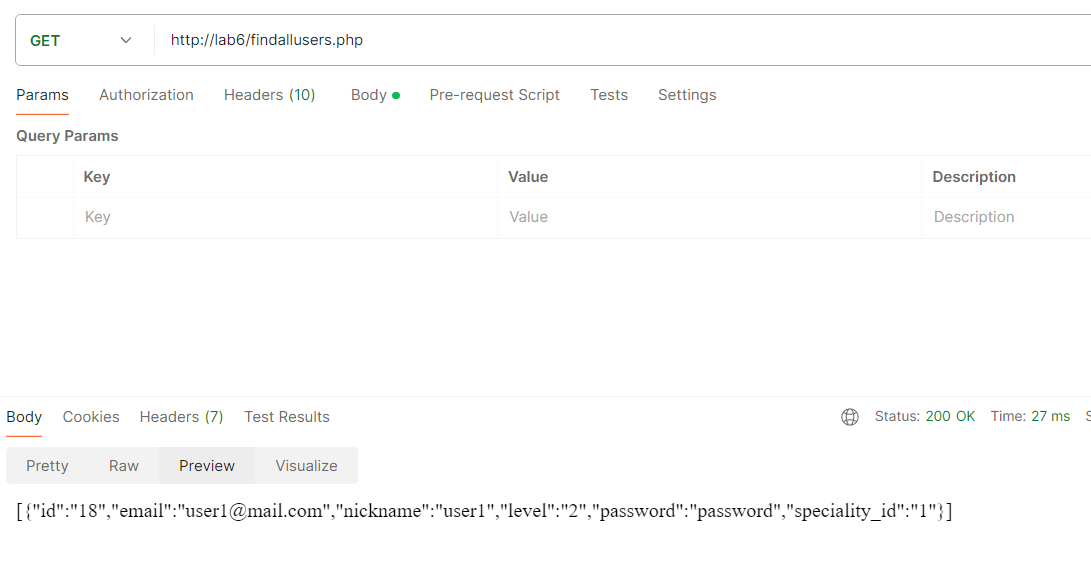 GET http://lab6/findallusers.php
Params Authorization Headers (10) Body Pre-request Script Tests Settings
Query Params
Key Value Description
Key Value Description
Body Cookies Headers (7) Test Results Status: 200 OK Time: 27 ms S
Pretty Raw Preview Visualize
[{"id":"18","email":"user1@mail.com","nickname":"user1","level":"2","password":"password","speciality_id":"1"}]